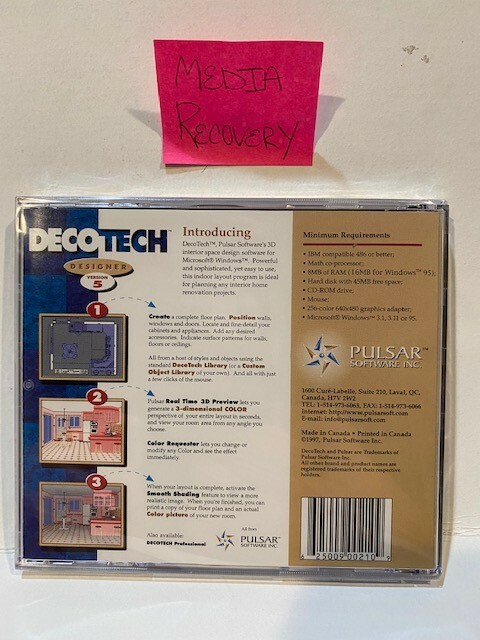 MEDIA
RECOVERY
DECOTECH™
DESIGNER
VERSION
5
Introducing
DecoTech™, Pulsar Software's 3D
interior space design software for
Microsoft® Windows™. Powerful
and sophisticated, yet easy to use,
this indoor layout program is ideal
for planning any interior home
renovation projects.
1
Create a complete floor plan. Position walls,
windows and doors. Locate and fine-detail your
cabinets and appliances. Add any desired
accessories. Indicate surface patterns for walls,
floors or ceilings.
All from a host of styles and objects using the
standard DecoTech Library (or a Custom
Object Library of your own). And all with just
a few clicks of the mouse.
2
Pulsar Real Time 3D Preview lets you
generate a 3-dimensional COLOR
perspective of your entire layout in seconds,
and view your room area from any angle you
choose.
Color Requester lets you change or
modify any Color and see the effect
immediately.
3
When your layout is complete, activate the
Smooth Shading feature to view a more
realistic image. When you're finished, you can
print a copy of your floor plan and an actual
Color picture of your new room.
Also available:
DECOTECH Professional
All from
PULSAR™
SOFTWARE INC.
Minimum Requirements
• IBM compatible 486 or better;
• Math co-processor;
• 8MB of RAM (16MB for Windows™ 95);
• Hard disk with 45MB free space;
• CD-ROM drive;
• Mouse;
• 256-color 640x480 graphics adapter;
• Microsoft® Windows™ 3.1, 3.11 or 95.
PULSAR™
SOFTWARE INC.
1600 Curé-Labelle, Suite 210, Laval, QC,
Canada, H7V 2W2
TEL: 1-514-973-6065, FAX: 1-514-973-6066
Internet: http://www.pulsarsoft.com
E-mail: info@pulsarsoft.com
Made in Canada • Printed in Canada
©1997, Pulsar Software Inc.
DecoTech and Pulsar are Trademarks of
Pulsar Software Inc.
All other brand and product names are
registered trademarks of their respective
holders.
6 25009 00210 9